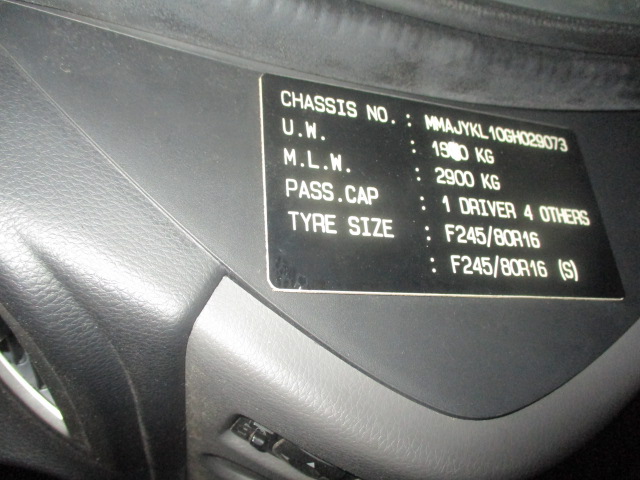 CHASSIS NO. : MMAJYKL10GH029073
U.W. : KG
M.L.W. : 2900 KG
PASS.CAP : 1 DRIVER 4 OTHERS
TYRE SIZE : F245/80R16
: F245/80R16 (S)